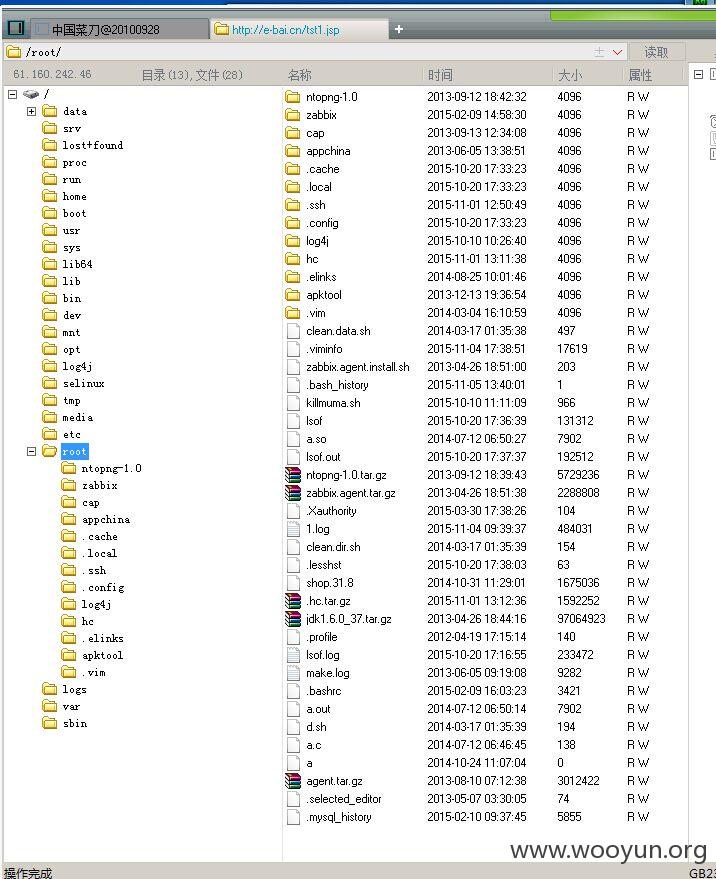 中国菜刀@20100928 http://e-bai.cn/tst1.jsp +
/root/ 读取
61.160.242.46 目录(13),文件(28) 名称 时间 大小 属性
/
data
srv
lost+found
proc
run
home
boot
usr
sys
lib64
lib
bin
dev
mnt
opt
log4j
selinux
tmp
media
etc
root
ntopng-1.0
zabbix
cap
appchina
.cache
.local
.ssh
.config
log4j
hc
.elinks
apktool
.vim
logs
var
sbin
ntopng-1.0 2013-09-12 18:42:32 4096 R W
zabbix 2015-02-09 14:58:30 4096 R W
cap 2013-09-13 12:34:08 4096 R W
appchina 2013-06-05 13:38:51 4096 R W
.cache 2015-10-20 17:33:23 4096 R W
.local 2015-10-20 17:33:23 4096 R W
.ssh 2015-11-01 12:50:49 4096 R W
.config 2015-10-20 17:33:23 4096 R W
log4j 2015-10-10 10:26:40 4096 R W
hc 2015-11-01 13:11:38 4096 R W
.elinks 2014-08-25 10:01:46 4096 R W
apktool 2013-12-13 19:36:54 4096 R W
.vim 2014-03-04 16:10:59 4096 R W
clean.data.sh 2014-03-17 01:35:38 497 R W
.viminfo 2015-11-04 17:38:51 17619 R W
zabbix.agent.install.sh 2013-04-26 18:51:00 203 R W
.bash_history 2015-11-05 13:40:01 1 R W
killmuma.sh 2015-10-10 11:11:09 966 R W
lsof 2015-10-20 17:36:39 131312 R W
a.so 2014-07-12 06:50:27 7902 R W
lsof.out 2015-10-20 17:37:37 192512 R W
ntopng-1.0.tar.gz 2013-09-12 18:39:43 5729236 R W
zabbix.agent.tar.gz 2013-04-26 18:51:38 2288808 R W
.Xauthority 2015-03-30 17:38:26 104 R W
1.log 2015-11-04 09:39:37 484031 R W
clean.dir.sh 2014-03-17 01:35:39 154 R W
.lesshst 2015-10-20 17:38:03 63 R W
shop.31.8 2014-10-31 11:29:01 1675036 R W
.hc.tar.gz 2015-11-01 13:12:36 1592252 R W
jdk1.6.0_37.tar.gz 2013-04-26 18:44:16 97064923 R W
.profile 2012-04-19 17:15:14 140 R W
lsof.log 2015-10-20 17:16:55 233472 R W
make.log 2013-06-05 09:19:08 9282 R W
.bashrc 2015-02-09 16:03:23 3421 R W
a.out 2014-07-12 06:50:14 7902 R W
d.sh 2014-03-17 01:35:39 194 R W
a.c 2014-07-12 06:46:45 138 R W
a 2014-10-24 11:07:04 0 R W
agent.tar.gz 2013-08-10 07:12:38 3012422 R W
.selected_editor 2013-05-07 03:30:05 74 R W
.mysql_history 2015-02-10 09:37:45 5855 R W
www.wooyun.org
操作完成 GB23